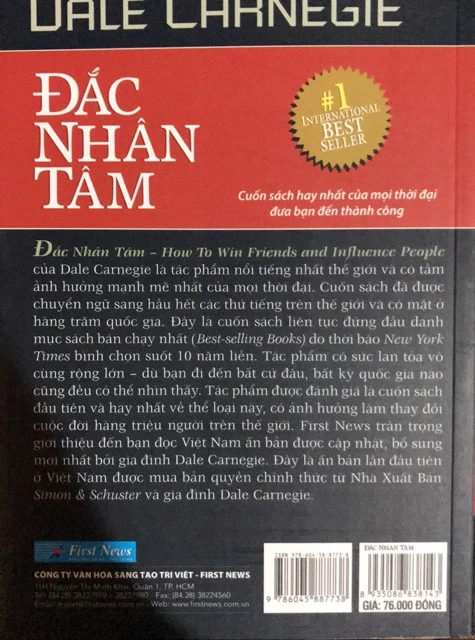 DALE CARNEGIE
ĐẮC
NHÂN
TÂM
#1
INTERNATIONAL
BEST
SELLER
Cuốn sách hay nhất của mọi thời đại
đưa bạn đến thành công
Đắc Nhân Tâm – How To Win Friends and Influence People
của Dale Carnegie là tác phẩm nổi tiếng nhất thế giới và có tầm
ảnh hưởng mạnh mẽ nhất của mọi thời đại. Cuốn sách đã được
chuyển ngữ sang hầu hết các thứ tiếng trên thế giới và có mặt ở
hàng trăm quốc gia. Đây là cuốn sách liên tục đứng đầu danh
mục sách bán chạy nhất (Best-selling Books) do thời báo New York
Times bình chọn suốt 10 năm liền. Tác phẩm có sức lan tỏa vô
cùng rộng lớn – dù bạn đi đến bất cứ đâu, bất kỳ quốc gia nào
cũng đều có thể nhìn thấy. Tác phẩm được đánh giá là cuốn sách
đầu tiên và hay nhất về thể loại này, có ảnh hưởng làm thay đổi
cuộc đời hàng triệu người trên thế giới. First News trân trọng
giới thiệu đến bạn đọc Việt Nam ấn bản được cập nhật, bổ sung
mới nhất bởi gia đình Dale Carnegie. Đây là ấn bản lần đầu tiên
ở Việt Nam được mua bản quyền chính thức từ Nhà Xuất Bản
Simon & Schuster và gia đình Dale Carnegie.
First News
CÔNG TY VĂN HÓA SÁNG TẠO TRÍ VIỆT - FIRST NEWS
11H Nguyễn Thị Minh Khai, Quận 1, TP. HCM
Tel: (84.28) 38227979 - 38227980 - Fax: (84.28) 38224560
Email: triviet@firstnews.com.vn - Web: www.firstnews.com.vn
ISBN 978-604-58-8773-8
9 786045 887738
ĐẮC NHÂN TÂM
8 935086 838143
GIÁ: 76.000 ĐỒNG